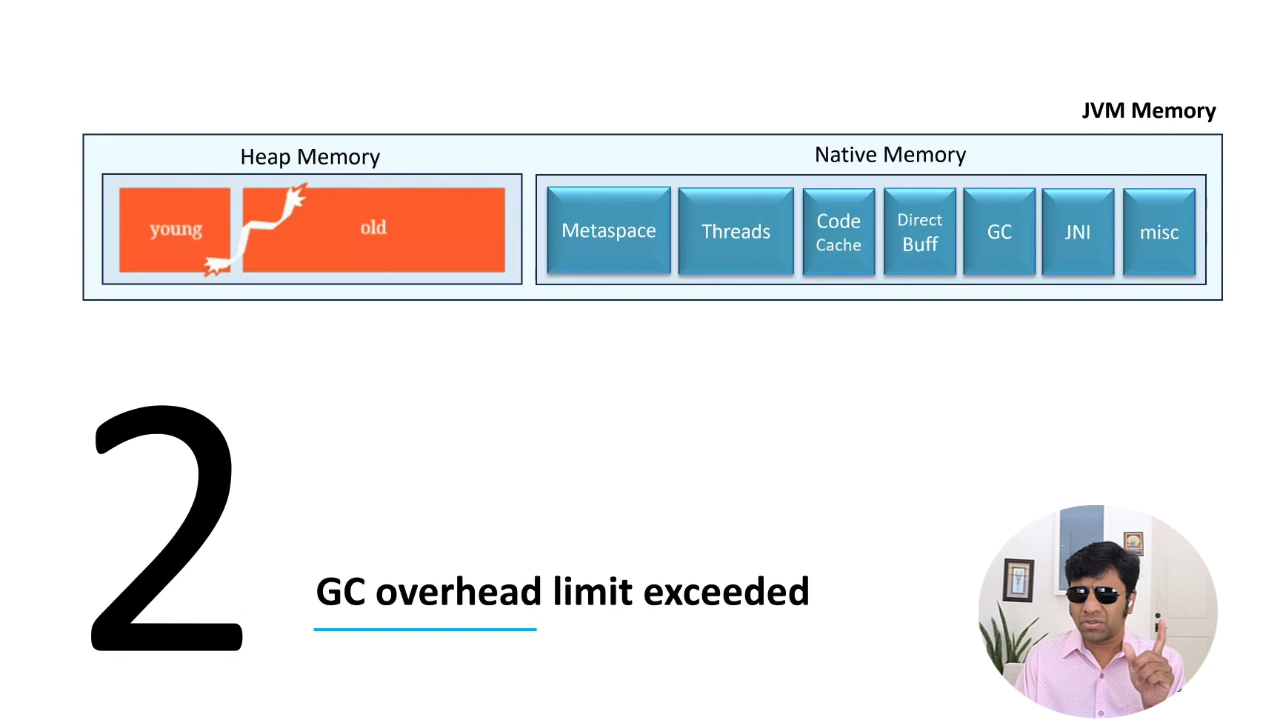 JVM Memory
Heap Memory
Native Memory
young
old
Metaspace
Threads
Code
Cache
Direct
Buff
GC
JNI
misc
2
GC overhead limit exceeded